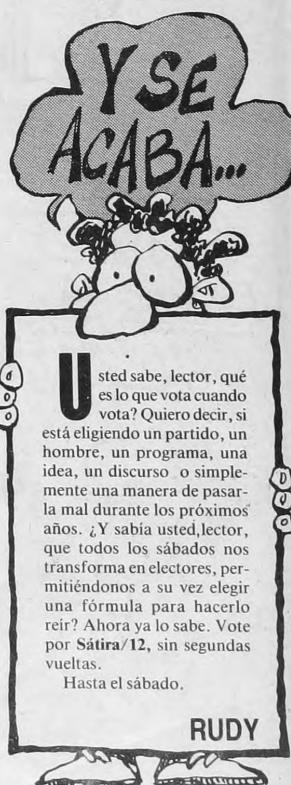 Y SE
ACABA...
Usted sabe, lector, qué
es lo que vota cuando
vota? Quiero decir, si
está eligiendo un partido, un
hombre, un programa, una
idea, un discurso o simple-
mente una manera de pasar-
la mal durante los próximos
años. ¿Y sabía usted, lector,
que todos los sábados nos
transforma en electores, per-
mitiéndonos a su vez elegir
una fórmula para hacerlo
reír? Ahora ya lo sabe. Vote
por Sátira/12, sin segundas
vueltas.
Hasta el sábado.
RUDY